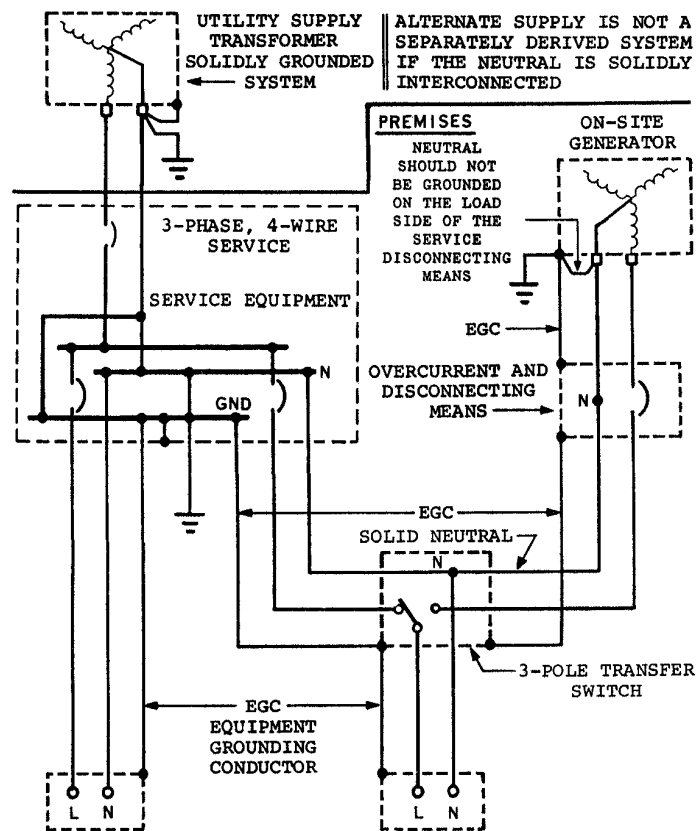 UTILITY SUPPLY
TRANSFORMER
SOLIDLY GROUNDED
SYSTEM
ALTERNATE SUPPLY IS NOT A
SEPARATELY DERIVED SYSTEM
IF THE NEUTRAL IS SOLIDLY
INTERCONNECTED
PREMISES
NEUTRAL
SHOULD NOT
BE GROUNDED
ON THE LOAD
SIDE OF THE
SERVICE
DISCONNECTING
MEANS
ON-SITE
GENERATOR
3-PHASE, 4-WIRE
SERVICE
SERVICE EQUIPMENT
EGC
N
OVERCURRENT AND
DISCONNECTING
MEANS
N
GND
EGC
SOLID NEUTRAL
N
3-POLE TRANSFER
SWITCH
EGC
EQUIPMENT
GROUNDING
CONDUCTOR
L N
L N